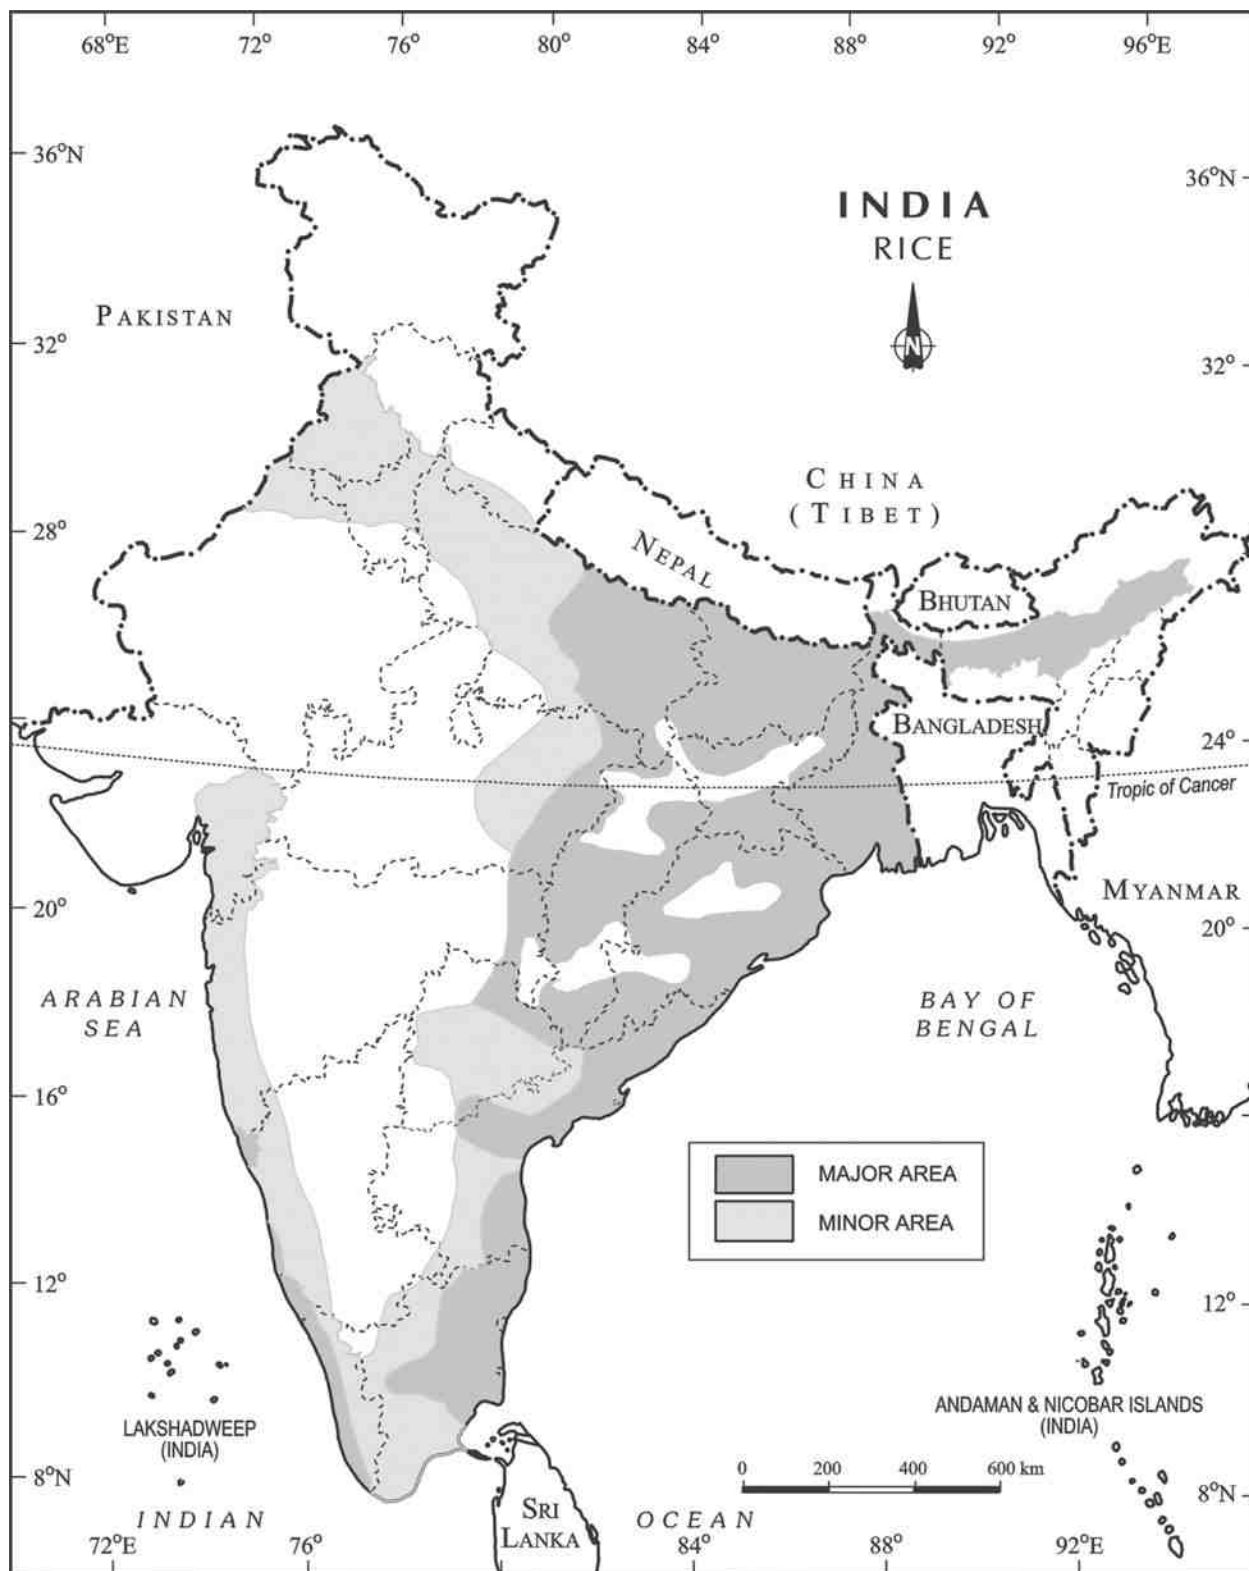 68°E 72° 76° 80° 84° 88° 92° 96°E
36°N
36°N
INDIA
RICE
N
PAKISTAN
32°
32°
CHINA
(TIBET)
28°
NEPAL
BHUTAN
BANGLADESH
24°
Tropic of Cancer
MYANMAR
20°
20°
ARABIAN
SEA
BAY OF
BENGAL
16°
MAJOR AREA
MINOR AREA
12°
12°
LAKSHADWEEP
(INDIA)
ANDAMAN & NICOBAR ISLANDS
(INDIA)
0 200 400 600 km
8°N
8°N
INDIAN
SRI
LANKA
OCEAN
72°E 76° 84° 88° 92°E